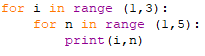 for i in range (1,3):
    for n in range (1,5):
        print(i,n)